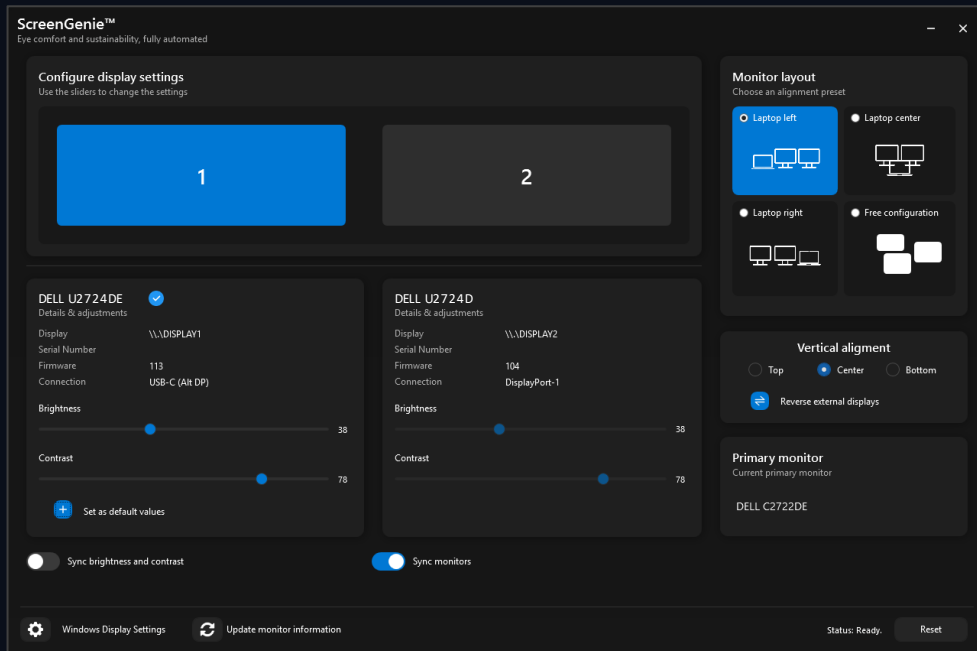 ScreenGenie™
Eye comfort and sustainability, fully automated
Configure display settings
Use the sliders to change the settings
1
2
Monitor layout
Choose an alignment preset
Laptop left
Laptop center
Laptop right
Free configuration
DELL U2724DE
Details & adjustments
Display \\.\DISPLAY1
Serial Number
Firmware 113
Connection USB-C (Alt DP)
Brightness
38
Contrast
78
Set as default values
DELL U2724D
Details & adjustments
Display \\.\DISPLAY2
Serial Number
Firmware 104
Connection DisplayPort-1
Brightness
38
Contrast
78
Vertical aligment
Top Center Bottom
Reverse external displays
Primary monitor
Current primary monitor
DELL C2722DE
Sync brightness and contrast
Sync monitors
Windows Display Settings
Update monitor information
Status: Ready.
Reset